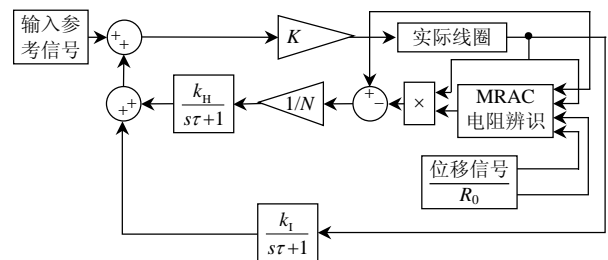 输入参
考信号
+
+
K
实际线圈
+
−
×
MRAC
电阻辨识
1/N
k_H
sτ+1
+
+
位移信号
R_0
k_I
sτ+1